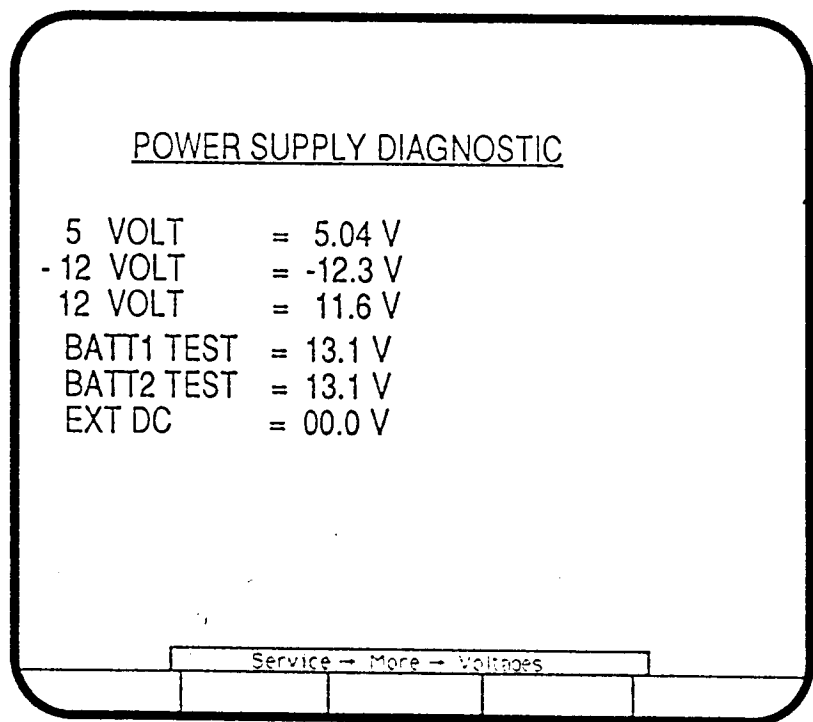 POWER SUPPLY DIAGNOSTIC
5 VOLT = 5.04 V
- 12 VOLT = -12.3 V
12 VOLT = 11.6 V
BATT1 TEST = 13.1 V
BATT2 TEST = 13.1 V
EXT DC = 00.0 V
Service → More → Voltages